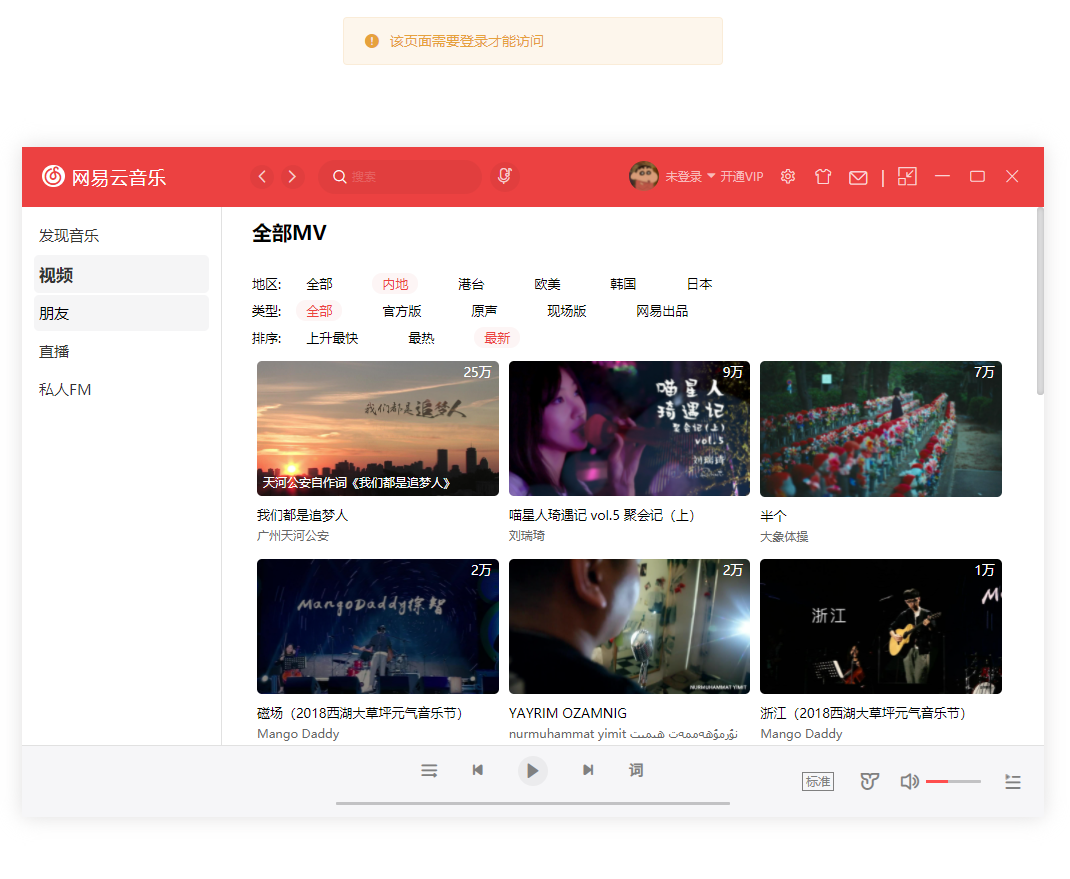 该页面需要登录才能访问
网易云音乐
搜索
未登录
开通VIP
发现音乐
视频
朋友
直播
私人FM
全部MV
地区: 全部 内地 港台 欧美 韩国 日本
类型: 全部 官方版 原声 现场版 网易出品
排序: 上升最快 最热 最新
25万
我们都是追梦人
天河公安自作词《我们都是追梦人》
我们都是追梦人
广州天河公安
9万
喵星人
琦遇记
聚会记(上)
vol.5
刘瑞琦
喵星人琦遇记 vol.5 聚会记（上）
刘瑞琦
7万
半个
大象体操
2万
MangoDaddy徐智
磁场（2018西湖大草坪元气音乐节）
Mango Daddy
2万
NURMUHAMMAT YIMIT
YAYRIM OZAMNIG
nurmuhammat yimit نۇرمۇھەممەت ھىمىت
1万
浙江
M
浙江（2018西湖大草坪元气音乐节）
Mango Daddy
词
标准